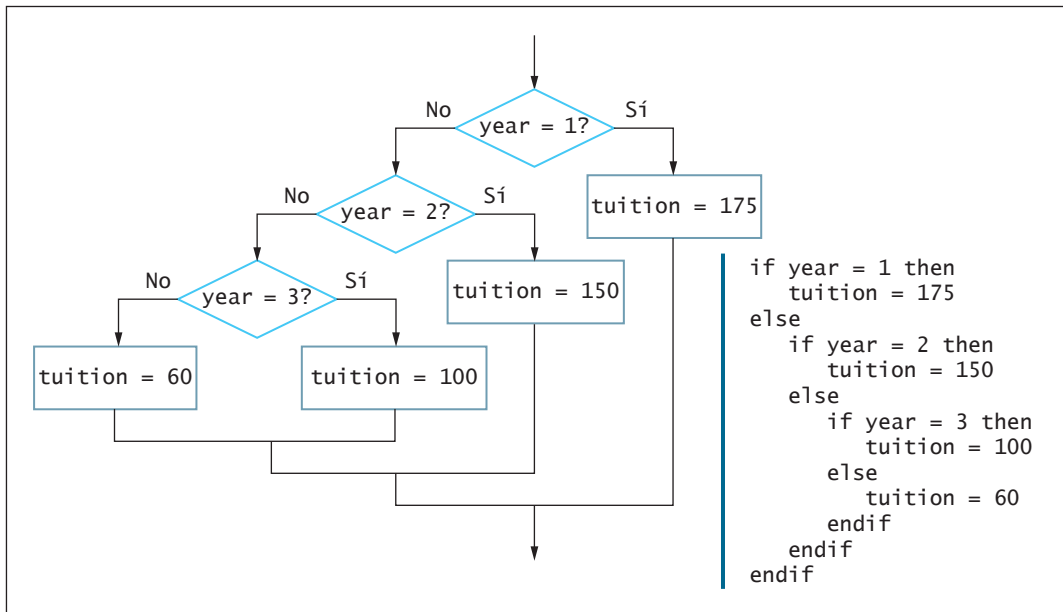 No
year = 1?
Sí
No
year = 2?
Sí
tuition = 175
No
year = 3?
Sí
tuition = 150
tuition = 60
tuition = 100
if year = 1 then
   tuition = 175
else
   if year = 2 then
      tuition = 150
   else
      if year = 3 then
         tuition = 100
      else
         tuition = 60
      endif
   endif
endif